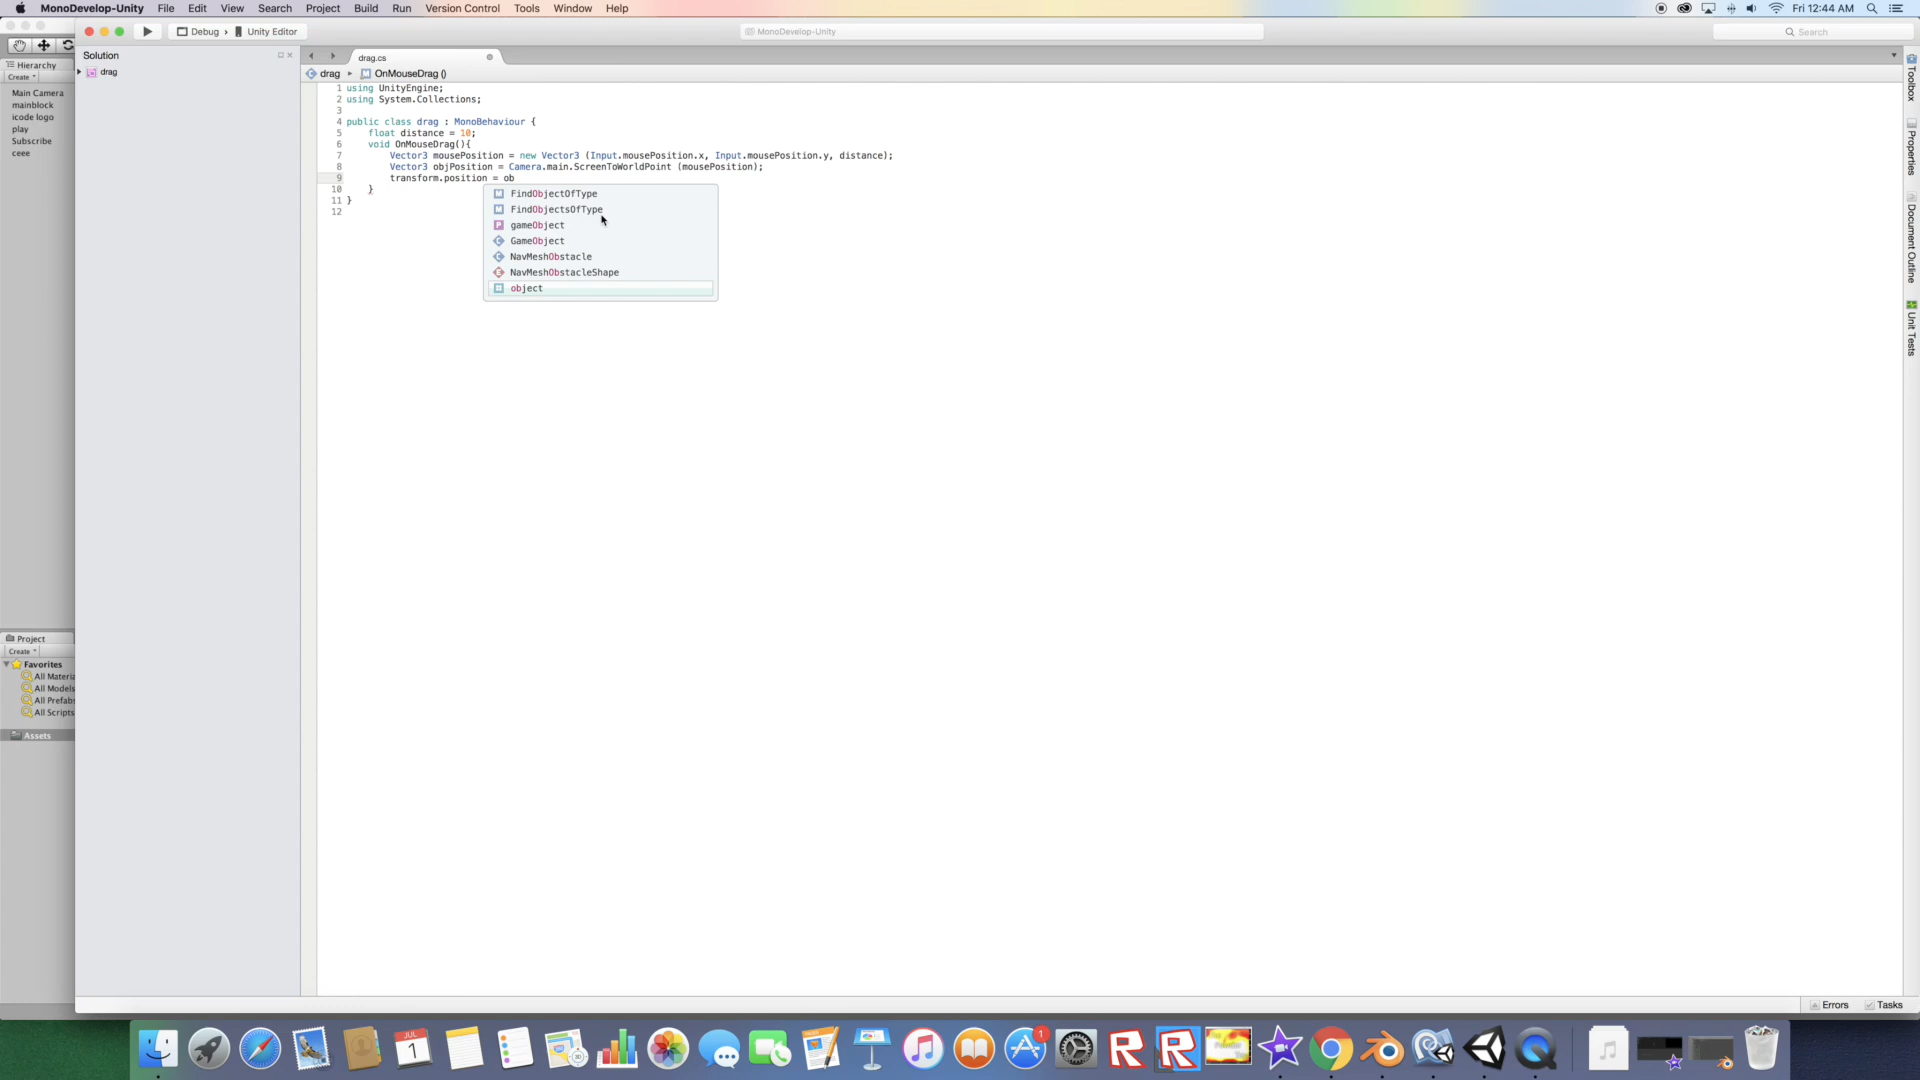 MonoDevelop-Unity File Edit View Search Project Build Run Version Control Tools Window Help Fri 12:44 AM
Debug › Unity Editor MonoDevelop-Unity Search
Solution
drag
Hierarchy
Create
Main Camera
mainblock
icode logo
play
Subscribe
ceee
Project
Create
Favorites
All Materia
All Models
All Prefabs
All Scripts
Assets
drag.cs
drag OnMouseDrag ()
1 using UnityEngine;
2 using System.Collections;
3
4 public class drag : MonoBehaviour {
5 float distance = 10;
6 void OnMouseDrag(){
7 Vector3 mousePosition = new Vector3 (Input.mousePosition.x, Input.mousePosition.y, distance);
8 Vector3 objPosition = Camera.main.ScreenToWorldPoint (mousePosition);
9 transform.position = ob
10 }
11 }
12
FindObjectOfType
FindObjectsOfType
gameObject
GameObject
NavMeshObstacle
NavMeshObstacleShape
object
Toolbox
Properties
Document Outline
Unit Tests
Errors Tasks
JUL
1
3D
1